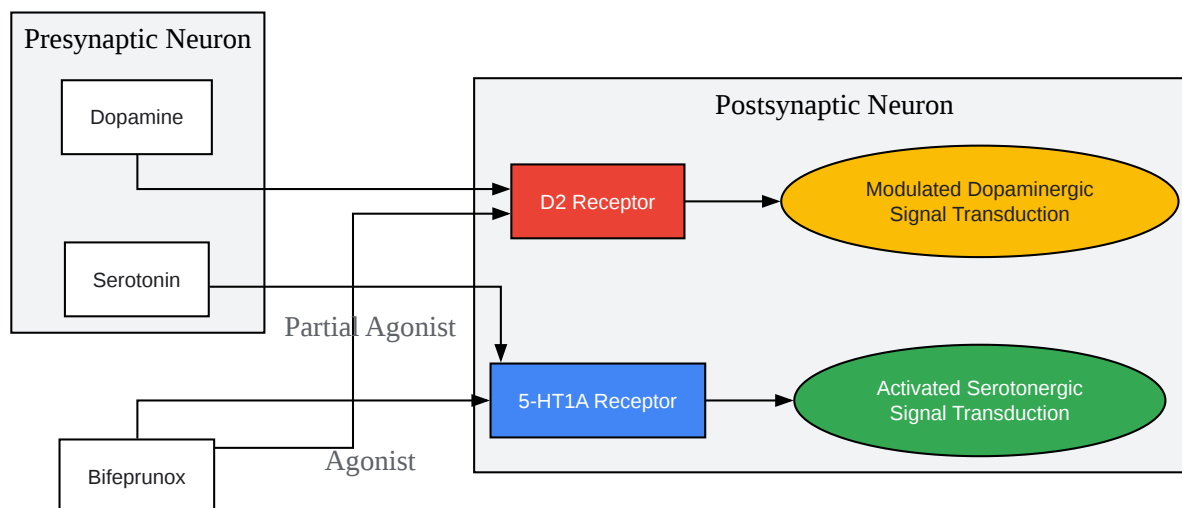 Presynaptic Neuron
Dopamine
Serotonin
Postsynaptic Neuron
D2 Receptor
Modulated Dopaminergic
Signal Transduction
Partial Agonist
5-HT1A Receptor
Activated Serotonergic
Signal Transduction
Agonist
Bifeprunox